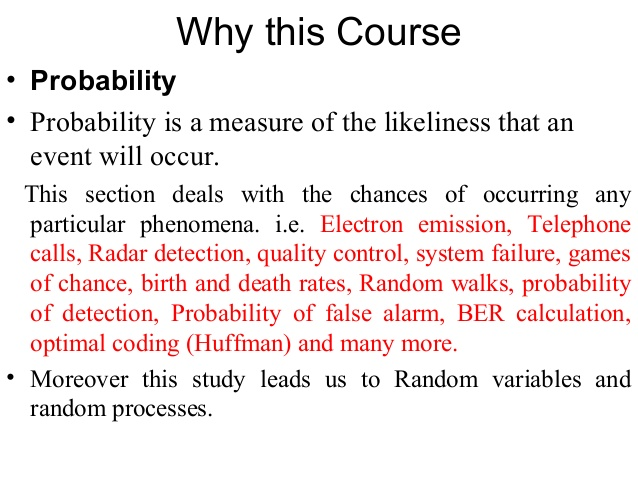 Why this Course
• Probability
• Probability is a measure of the likeliness that an
event will occur.
This section deals with the chances of occurring any
particular phenomena. i.e. Electron emission, Telephone
calls, Radar detection, quality control, system failure, games
of chance, birth and death rates, Random walks, probability
of detection, Probability of false alarm, BER calculation,
optimal coding (Huffman) and many more.
• Moreover this study leads us to Random variables and
random processes.